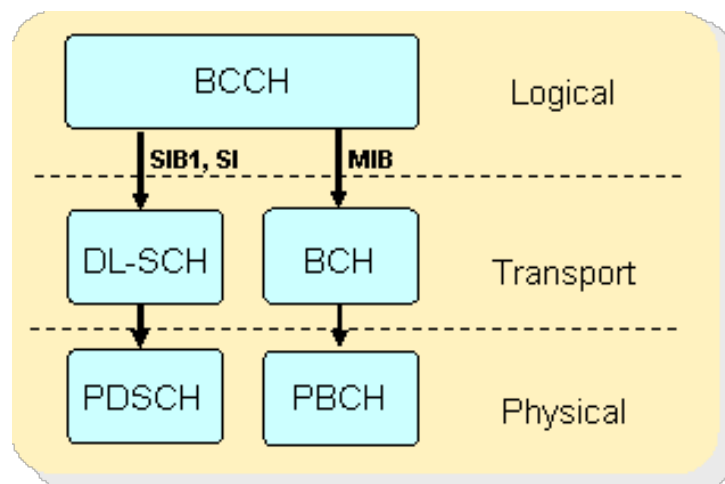 BCCH
Logical
SIB1, SI
MIB
DL-SCH
BCH
Transport
PDSCH
PBCH
Physical